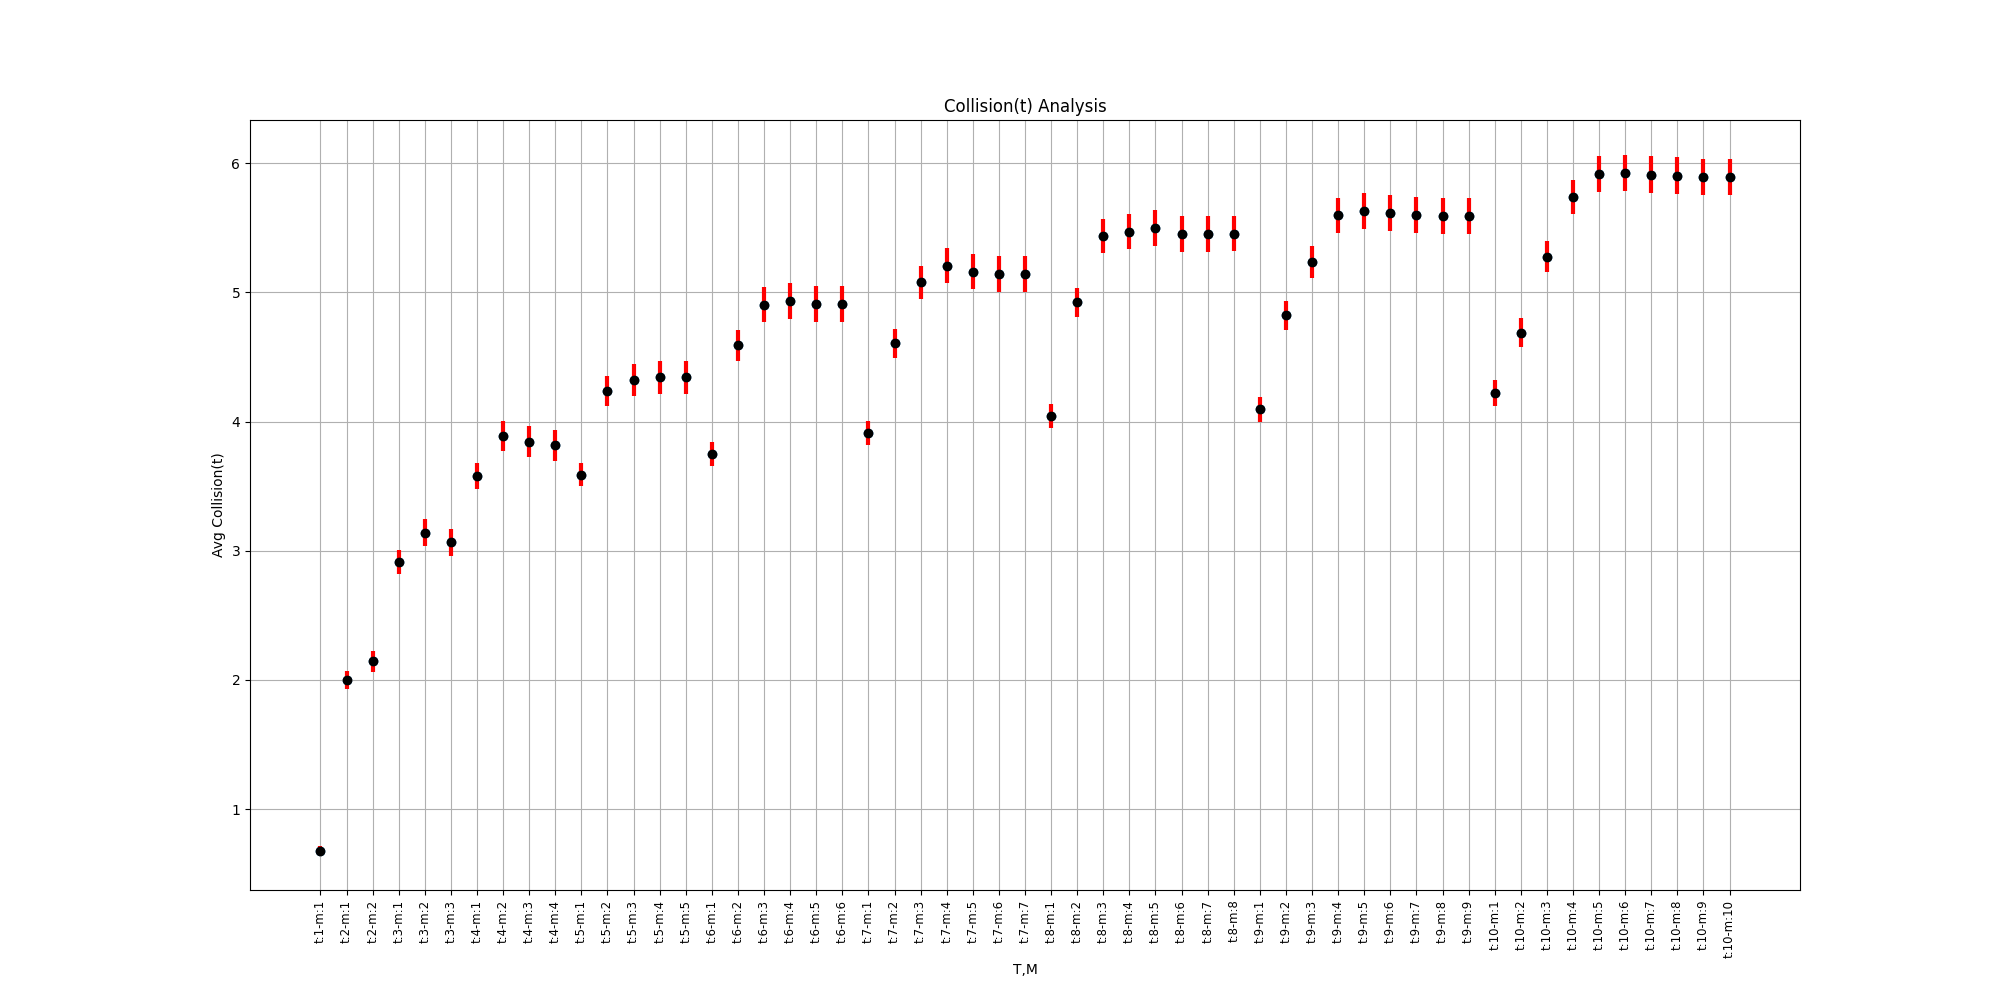 Collision(t) Analysis
Avg Collision(t)
6
5
4
3
2
1
t:1-m:1
t:2-m:1
t:2-m:2
t:3-m:1
t:3-m:2
t:3-m:3
t:4-m:1
t:4-m:2
t:4-m:3
t:4-m:4
t:5-m:1
t:5-m:2
t:5-m:3
t:5-m:4
t:5-m:5
t:6-m:1
t:6-m:2
t:6-m:3
t:6-m:4
t:6-m:5
t:6-m:6
t:7-m:1
t:7-m:2
t:7-m:3
t:7-m:4
t:7-m:5
t:7-m:6
t:7-m:7
t:8-m:1
t:8-m:2
t:8-m:3
t:8-m:4
t:8-m:5
t:8-m:6
t:8-m:7
t:8-m:8
t:9-m:1
t:9-m:2
t:9-m:3
t:9-m:4
t:9-m:5
t:9-m:6
t:9-m:7
t:9-m:8
t:9-m:9
t:10-m:1
t:10-m:2
t:10-m:3
t:10-m:4
t:10-m:5
t:10-m:6
t:10-m:7
t:10-m:8
t:10-m:9
t:10-m:10
T,M